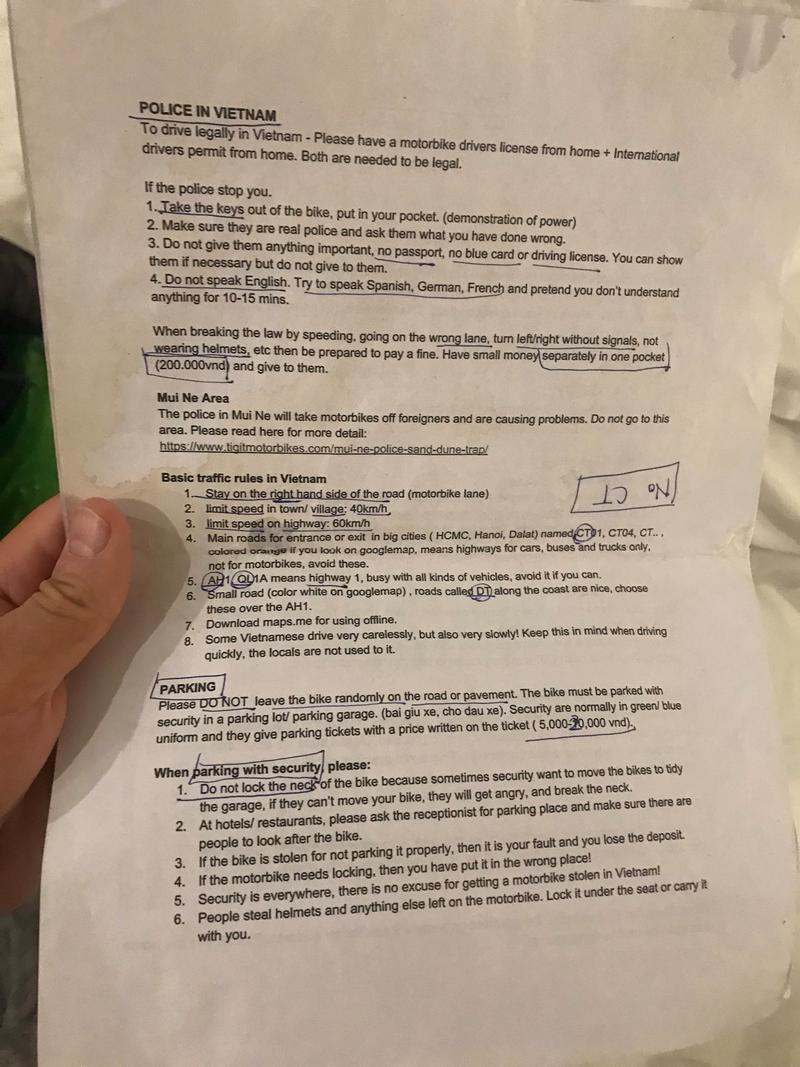 POLICE IN VIETNAM
To drive legally in Vietnam - Please have a motorbike drivers license from home + International
drivers permit from home. Both are needed to be legal.
If the police stop you.
1. Take the keys out of the bike, put in your pocket. (demonstration of power)
2. Make sure they are real police and ask them what you have done wrong.
3. Do not give them anything important, no passport, no blue card or driving license. You can show
them if necessary but do not give to them.
4. Do not speak English. Try to speak Spanish, German, French and pretend you don't understand
anything for 10-15 mins.
When breaking the law by speeding, going on the wrong lane, turn left/right without signals, not
wearing helmets, etc then be prepared to pay a fine. Have small money separately in one pocket
(200.000vnd) and give to them.
Mui Ne Area
The police in Mui Ne will take motorbikes off foreigners and are causing problems. Do not go to this
area. Please read here for more detail:
https://www.tigitmotorbikes.com/mui-ne-police-sand-dune-trap/
No CT
Basic traffic rules in Vietnam
1. Stay on the right hand side of the road (motorbike lane)
2. limit speed in town/ village: 40km/h
3. limit speed on highway: 60km/h
4. Main roads for entrance or exit in big cities ( HCMC, Hanoi, Dalat) named CT01, CT04, CT.. ,
colored orange if you look on googlemap, means highways for cars, buses and trucks only,
not for motorbikes, avoid these.
5. AH1/QL1A means highway 1, busy with all kinds of vehicles, avoid it if you can.
6. Small road (color white on googlemap) , roads called DT along the coast are nice, choose
these over the AH1.
7. Download maps.me for using offline.
8. Some Vietnamese drive very carelessly, but also very slowly! Keep this in mind when driving
quickly, the locals are not used to it.
PARKING
Please DO NOT leave the bike randomly on the road or pavement. The bike must be parked with
security in a parking lot/ parking garage. (bai giu xe, cho dau xe). Security are normally in green/ blue
uniform and they give parking tickets with a price written on the ticket ( 5,000-20,000 vnd).
When parking with security, please:
1. Do not lock the neck of the bike because sometimes security want to move the bikes to tidy
the garage, if they can't move your bike, they will get angry, and break the neck.
2. At hotels/ restaurants, please ask the receptionist for parking place and make sure there are
people to look after the bike.
3. If the bike is stolen for not parking it properly, then it is your fault and you lose the deposit.
4. If the motorbike needs locking, then you have put it in the wrong place!
5. Security is everywhere, there is no excuse for getting a motorbike stolen in Vietnam!
6. People steal helmets and anything else left on the motorbike. Lock it under the seat or carry it
with you.